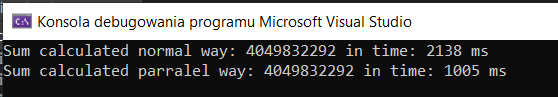 C:\
Konsola debugowania programu Microsoft Visual Studio
Sum calculated normal way: 4049832292 in time: 2138 ms
Sum calculated parralel way: 4049832292 in time: 1005 ms